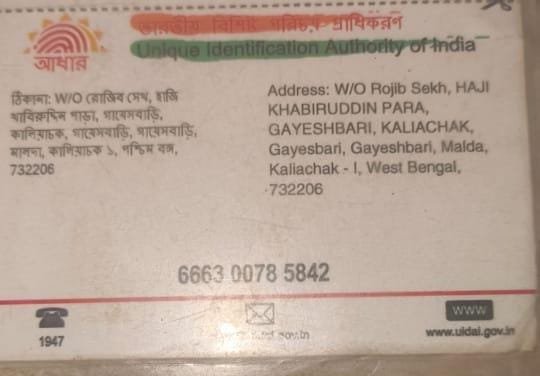 ভারতীয় বিশিষ্ট পরিচয় প্রাধিকরণ
Unique Identification Authority of India
আধার
ঠিকানা: W/O রোজিব সেখ, হাজি
খাবিরুদ্দিন পাড়া, গায়েসবাড়ি,
কালিয়াচক, গায়েসবাড়ি, গায়েসবাড়ি,
মালদা, কালিয়াচক ১, পশ্চিম বঙ্গ,
732206
Address: W/O Rojib Sekh, HAJI
KHABIRUDDIN PARA,
GAYESHBARI, KALIACHAK,
Gayesbari, Gayeshbari, Malda,
Kaliachak - I, West Bengal,
732206
6663 0078 5842
1947
gov.in
WWW
www.uidai.gov.in